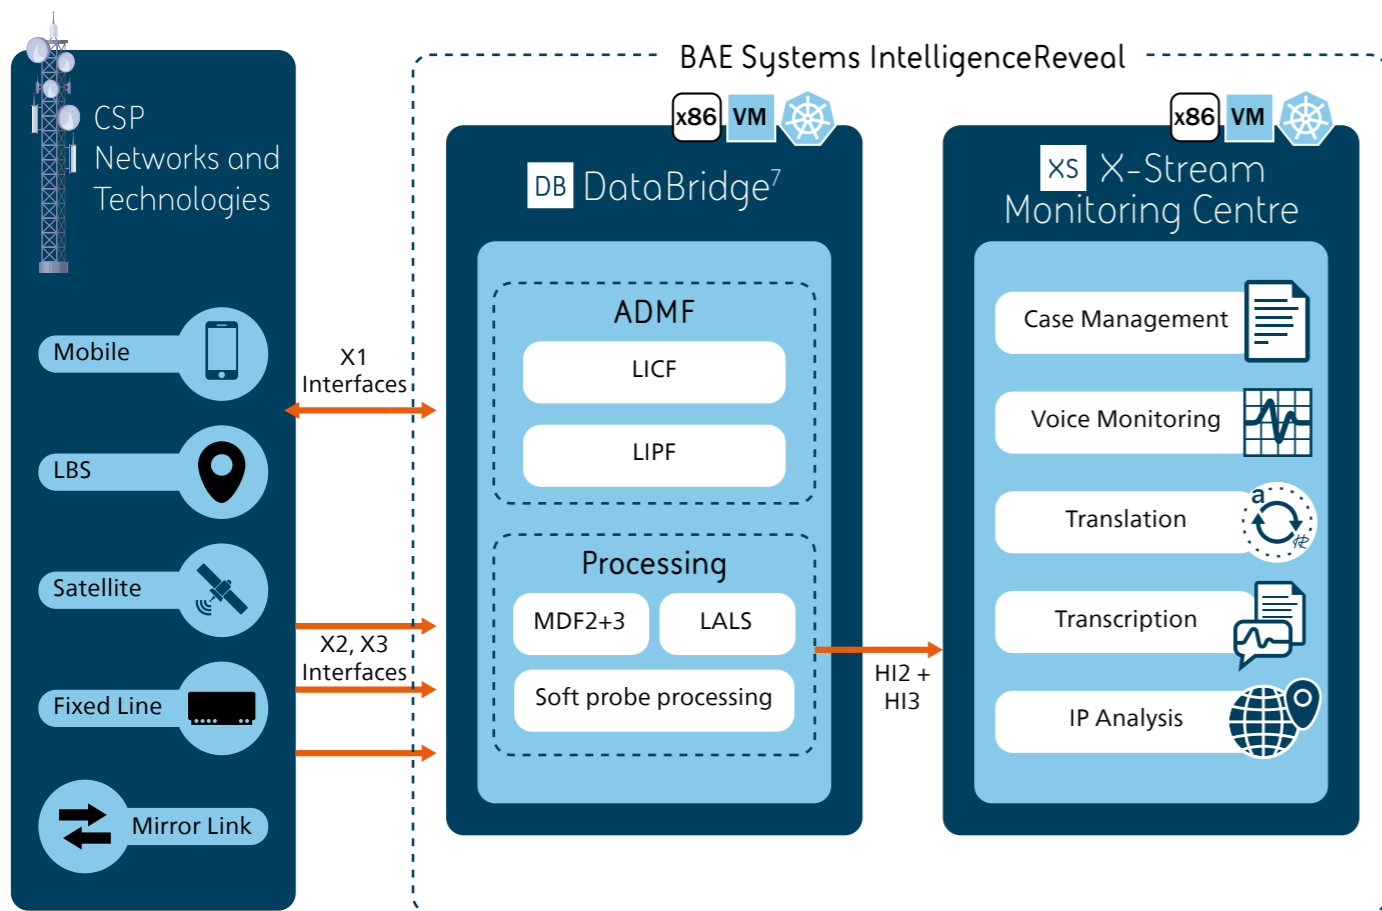 BAE Systems IntelligenceReveal
CSP
Networks and
Technologies
Mobile
LBS
Satellite
Fixed Line
Mirror Link
X1
Interfaces
X2, X3
Interfaces
x86 VM
DB DataBridge7
ADMF
LICF
LIPF
Processing
MDF2+3 LALS
Soft probe processing
HI2 +
HI3
x86 VM
XS X-Stream
Monitoring Centre
Case Management
Voice Monitoring
Translation
a
Transcription
IP Analysis